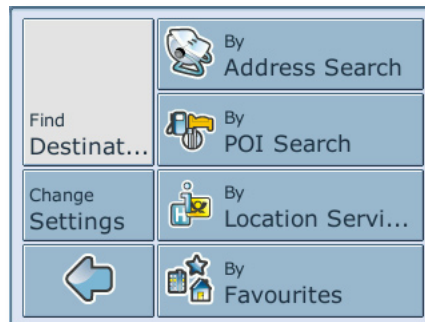 By
Address Search
Find
Destinat...
By
POI Search
Change
Settings
By
Location Servi...
By
Favourites